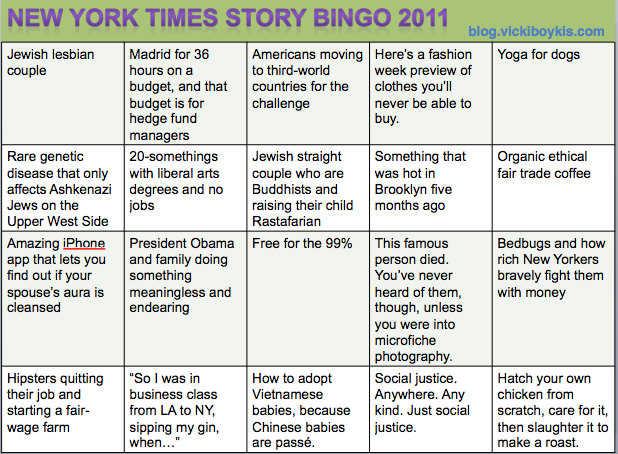 NEW YORK TIMES STORY BINGO 2011
blog.vickiboykis.com
Jewish lesbian
couple
Madrid for 36
hours on a
budget, and that
budget is for
hedge fund
managers
Americans moving
to third-world
countries for the
challenge
Here's a fashion
week preview of
clothes you'll
never be able to
buy.
Yoga for dogs
Rare genetic
disease that only
affects Ashkenazi
Jews on the
Upper West Side
20-somethings
with liberal arts
degrees and no
jobs
Jewish straight
couple who are
Buddhists and
raising their child
Rastafarian
Something that
was hot in
Brooklyn five
months ago
Organic ethical
fair trade coffee
Amazing iPhone
app that lets you
find out if your
spouse's aura is
cleansed
President Obama
and family doing
something
meaningless and
endearing
Free for the 99%
This famous
person died.
You've never
heard of them,
though, unless
you were into
microfiche
photography.
Bedbugs and how
rich New Yorkers
bravely fight them
with money
Hipsters quitting
their job and
starting a fair-
wage farm
“So I was in
business class
from LA to NY,
sipping my gin,
when…”
How to adopt
Vietnamese
babies, because
Chinese babies
are passé.
Social justice.
Anywhere. Any
kind. Just social
justice.
Hatch your own
chicken from
scratch, care for it,
then slaughter it to
make a roast.